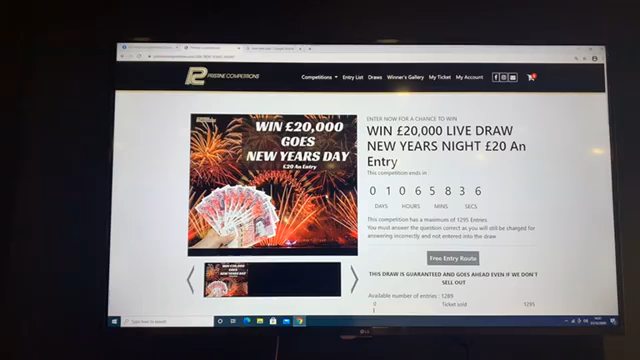 PRISTINE COMPETITIONS
Competitions Entry List Draws Winner's Gallery My Ticket My Account
ENTER NOW FOR A CHANCE TO WIN
WIN £20,000 LIVE DRAW
NEW YEARS NIGHT £20 An
Entry
This competition ends in
0 1 0 6 5 8 3 6
DAYS HOURS MINS SECS
This competition has a maximum of 1295 Entries
You must answer the question correct as you will still be charged for
answering incorrectly and not entered into the draw
Free Entry Route
THIS DRAW IS GUARANTEED AND GOES AHEAD EVEN IF WE DON'T
SELL OUT
Available number of entries : 1289
0 Ticket sold 1295
WIN £20,000
GOES
NEW YEARS DAY
£20 An Entry
Type here to search
LG